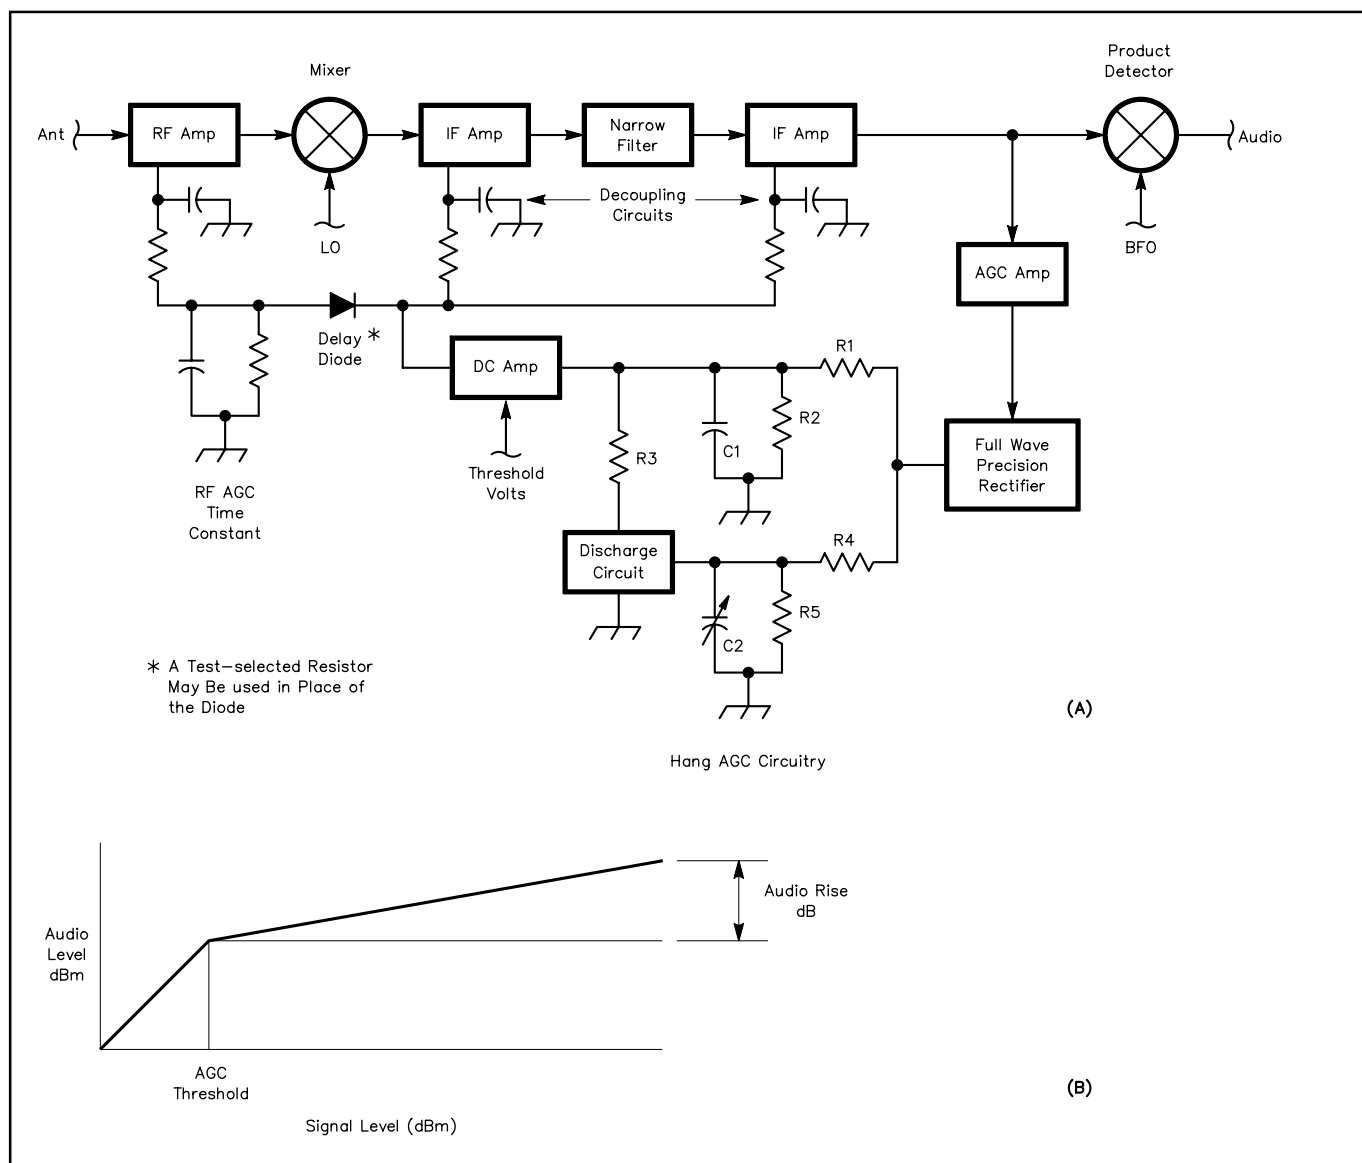 Product
Detector
Mixer
Ant
RF Amp
IF Amp
Narrow
Filter
IF Amp
Audio
Decoupling
Circuits
LO
BFO
AGC Amp
Delay *
Diode
DC Amp
R1
R2
C1
R3
Full Wave
Precision
Rectifier
Threshold
Volts
RF AGC
Time
Constant
R4
Discharge
Circuit
R5
C2
* A Test-selected Resistor
May Be used in Place of
the Diode
(A)
Hang AGC Circuitry
Audio Rise
dB
Audio
Level
dBm
AGC
Threshold
(B)
Signal Level (dBm)